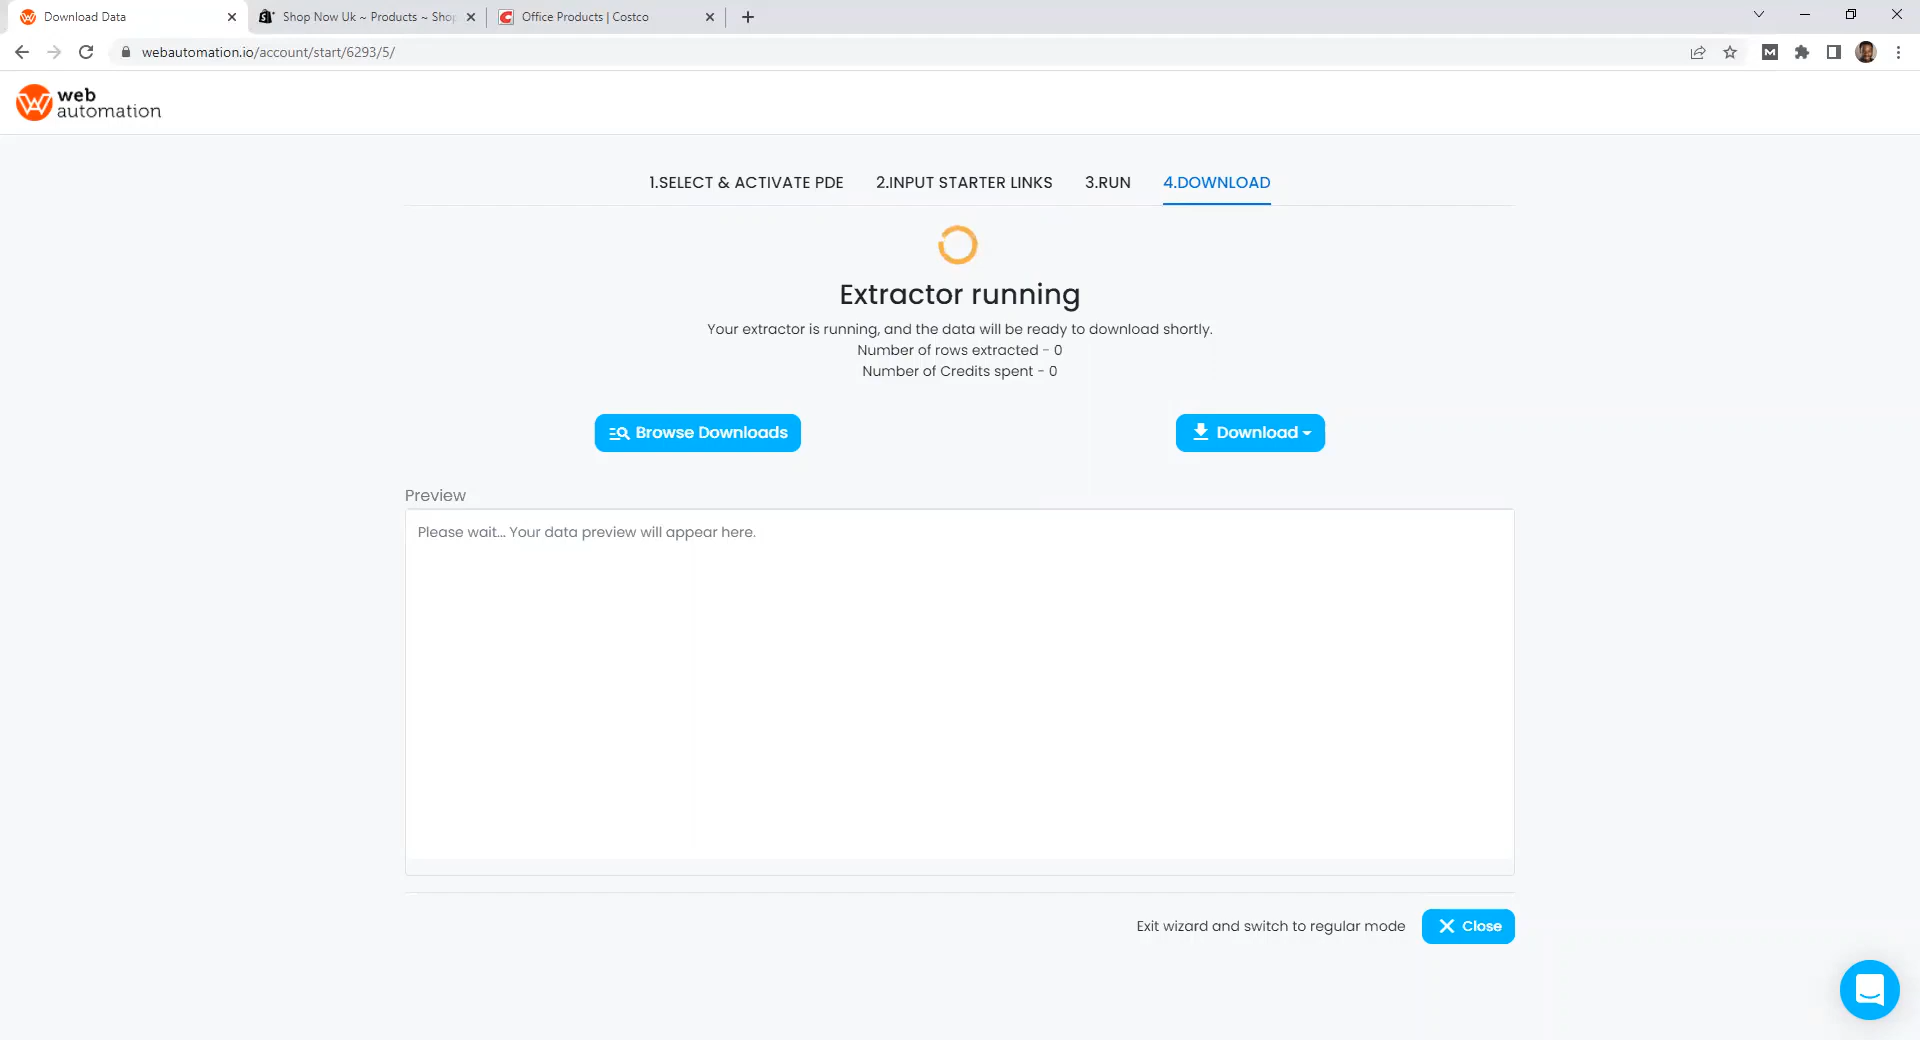 Download Data
Shop Now Uk ~ Products ~ Shop
Office Products | Costco
webautomation.io/account/start/6293/5/
web
automation
1.SELECT & ACTIVATE PDE
2.INPUT STARTER LINKS
3.RUN
4.DOWNLOAD
Extractor running
Your extractor is running, and the data will be ready to download shortly.
Number of rows extracted - 0
Number of Credits spent - 0
Browse Downloads
Download
Preview
Please wait... Your data preview will appear here.
Exit wizard and switch to regular mode
Close